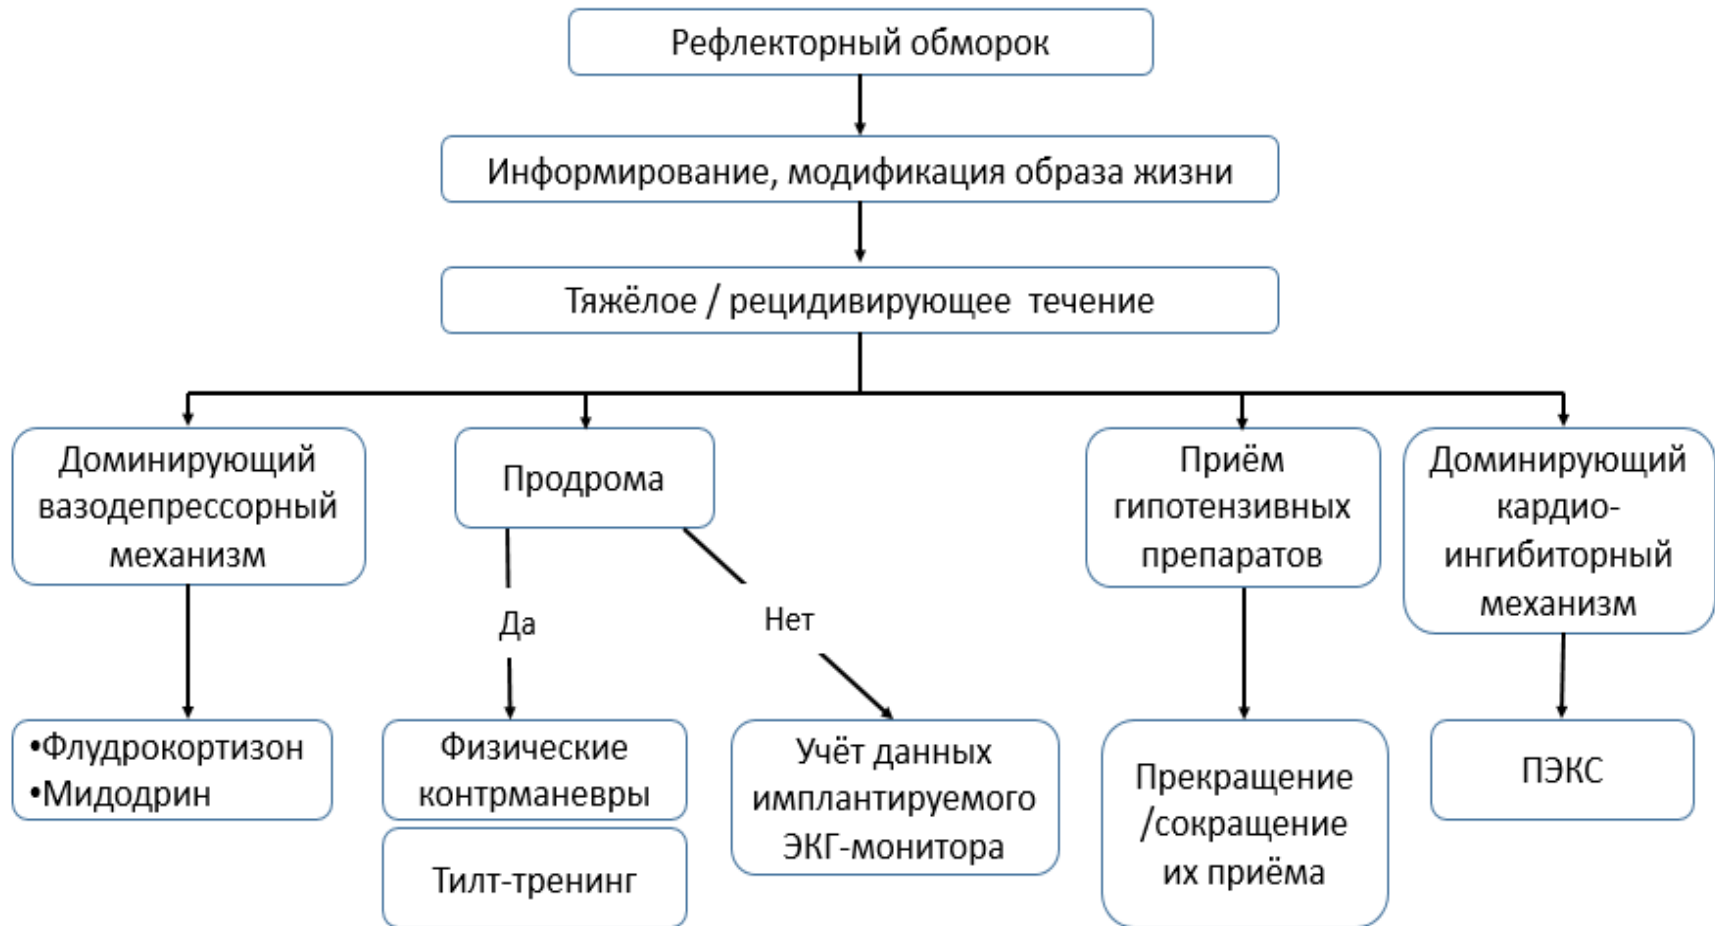 Рефлекторный обморок
Информирование, модификация образа жизни
Тяжёлое / рецидивирующее течение
Доминирующий
вазодепрессорный
механизм
Продрома
Приём
гипотензивных
препаратов
Доминирующий
кардио-
ингибиторный
механизм
Да
Нет
•Флудрокортизон
•Мидодрин
Физические
контрманевры
Тилт-тренинг
Учёт данных
имплантируемого
ЭКГ-монитора
Прекращение
/сокращение
их приёма
ПЭКС